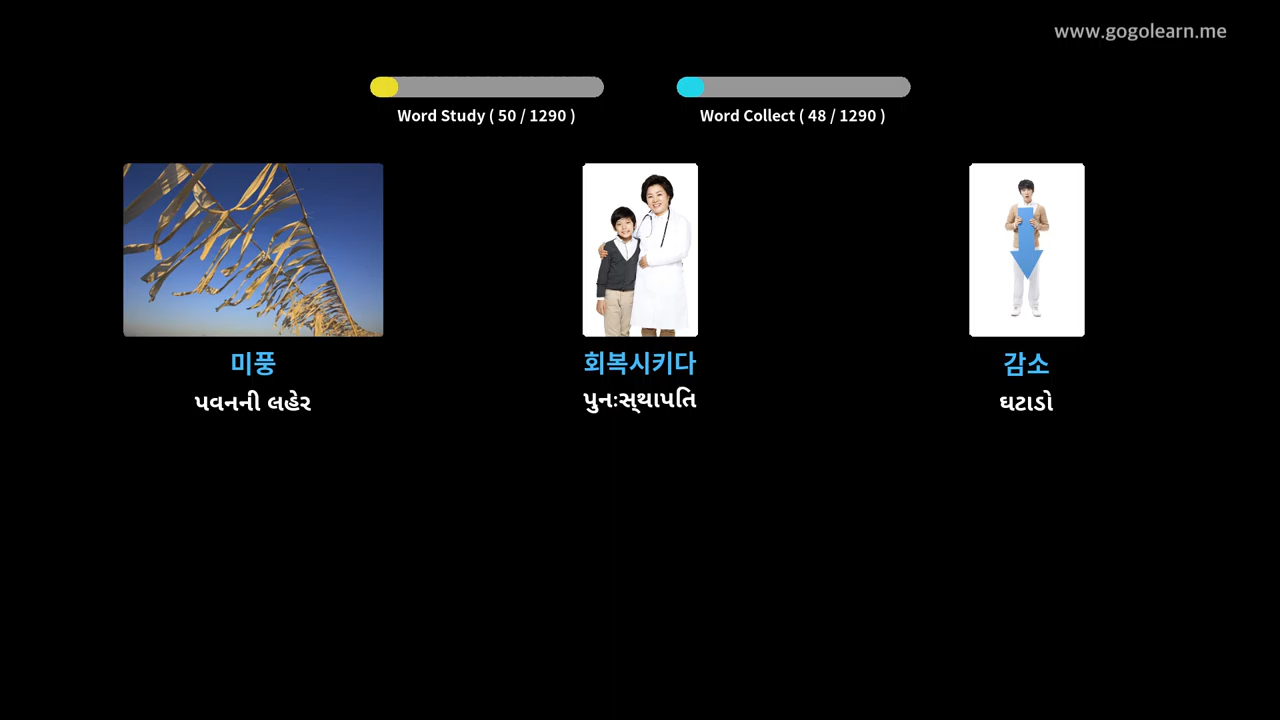 www.gogolearn.me
Word Study ( 50 / 1290 )
Word Collect ( 48 / 1290 )
미풍
회복시키다
감소
પવનની લહેર
પુનઃસ્થાપતિ
ઘટાડો